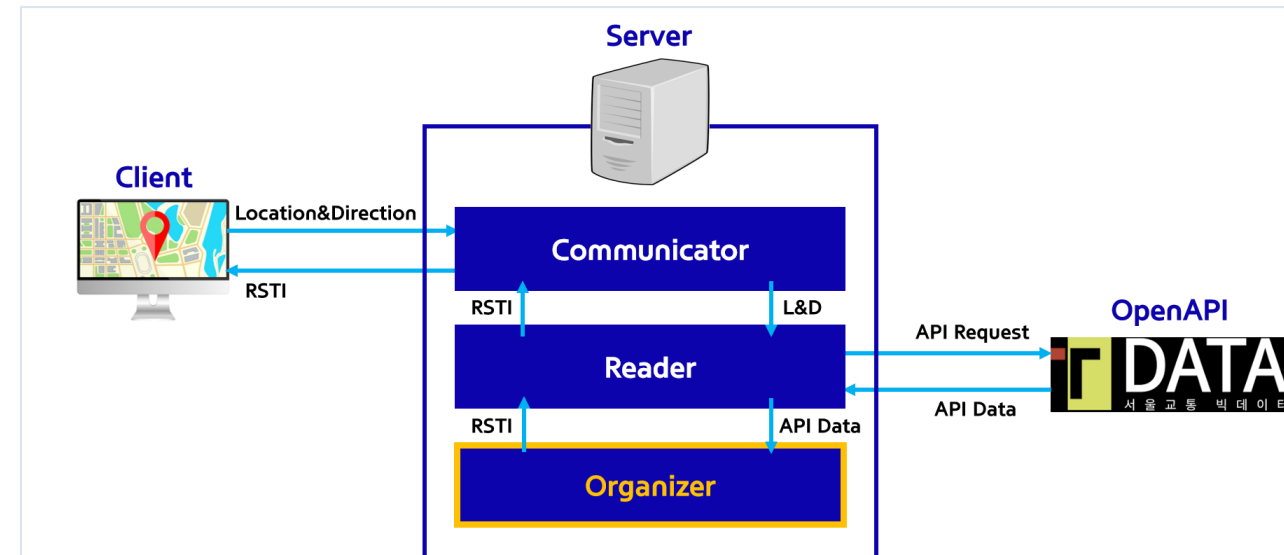 Server
Client
Location&Direction
RSTI
Communicator
RSTI
L&D
Reader
API Request
OpenAPI
DATA
서울교통 빅데이터
API Data
RSTI
API Data
Organizer